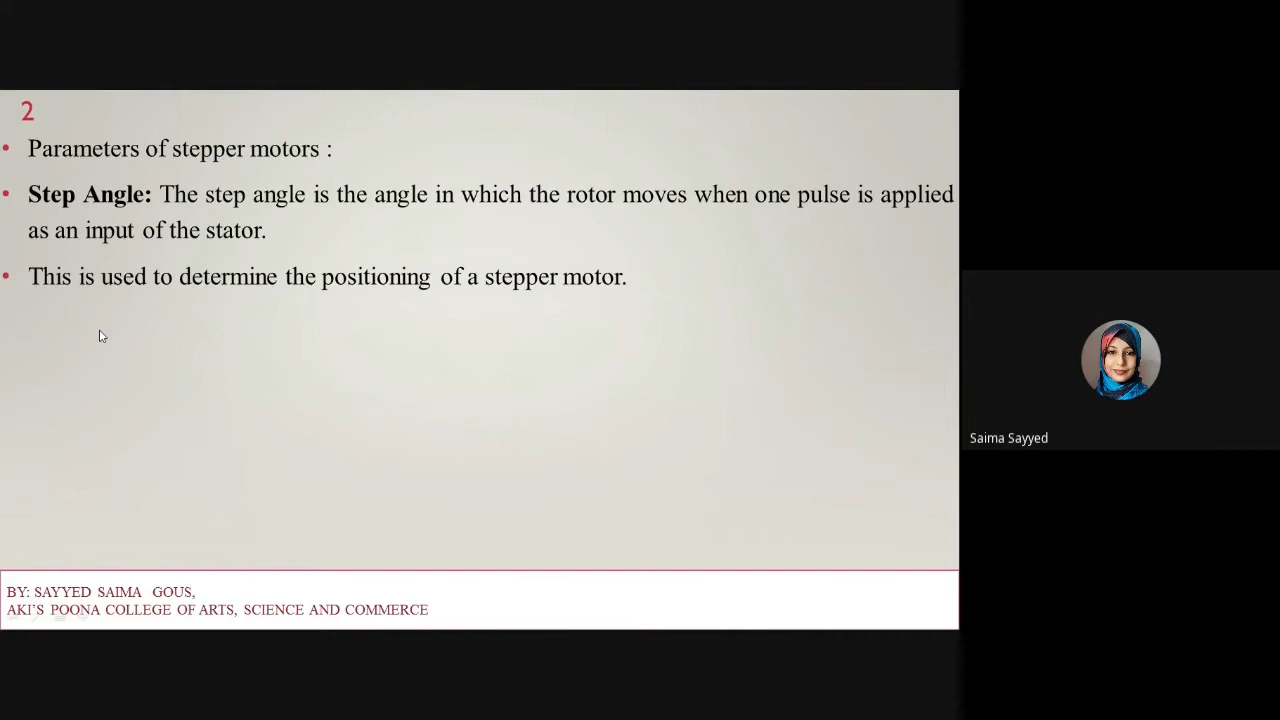 2
• Parameters of stepper motors :
• Step Angle: The step angle is the angle in which the rotor moves when one pulse is applied
as an input of the stator.
• This is used to determine the positioning of a stepper motor.
Saima Sayyed
BY: SAYYED SAIMA GOUS,
AKI'S POONA COLLEGE OF ARTS, SCIENCE AND COMMERCE